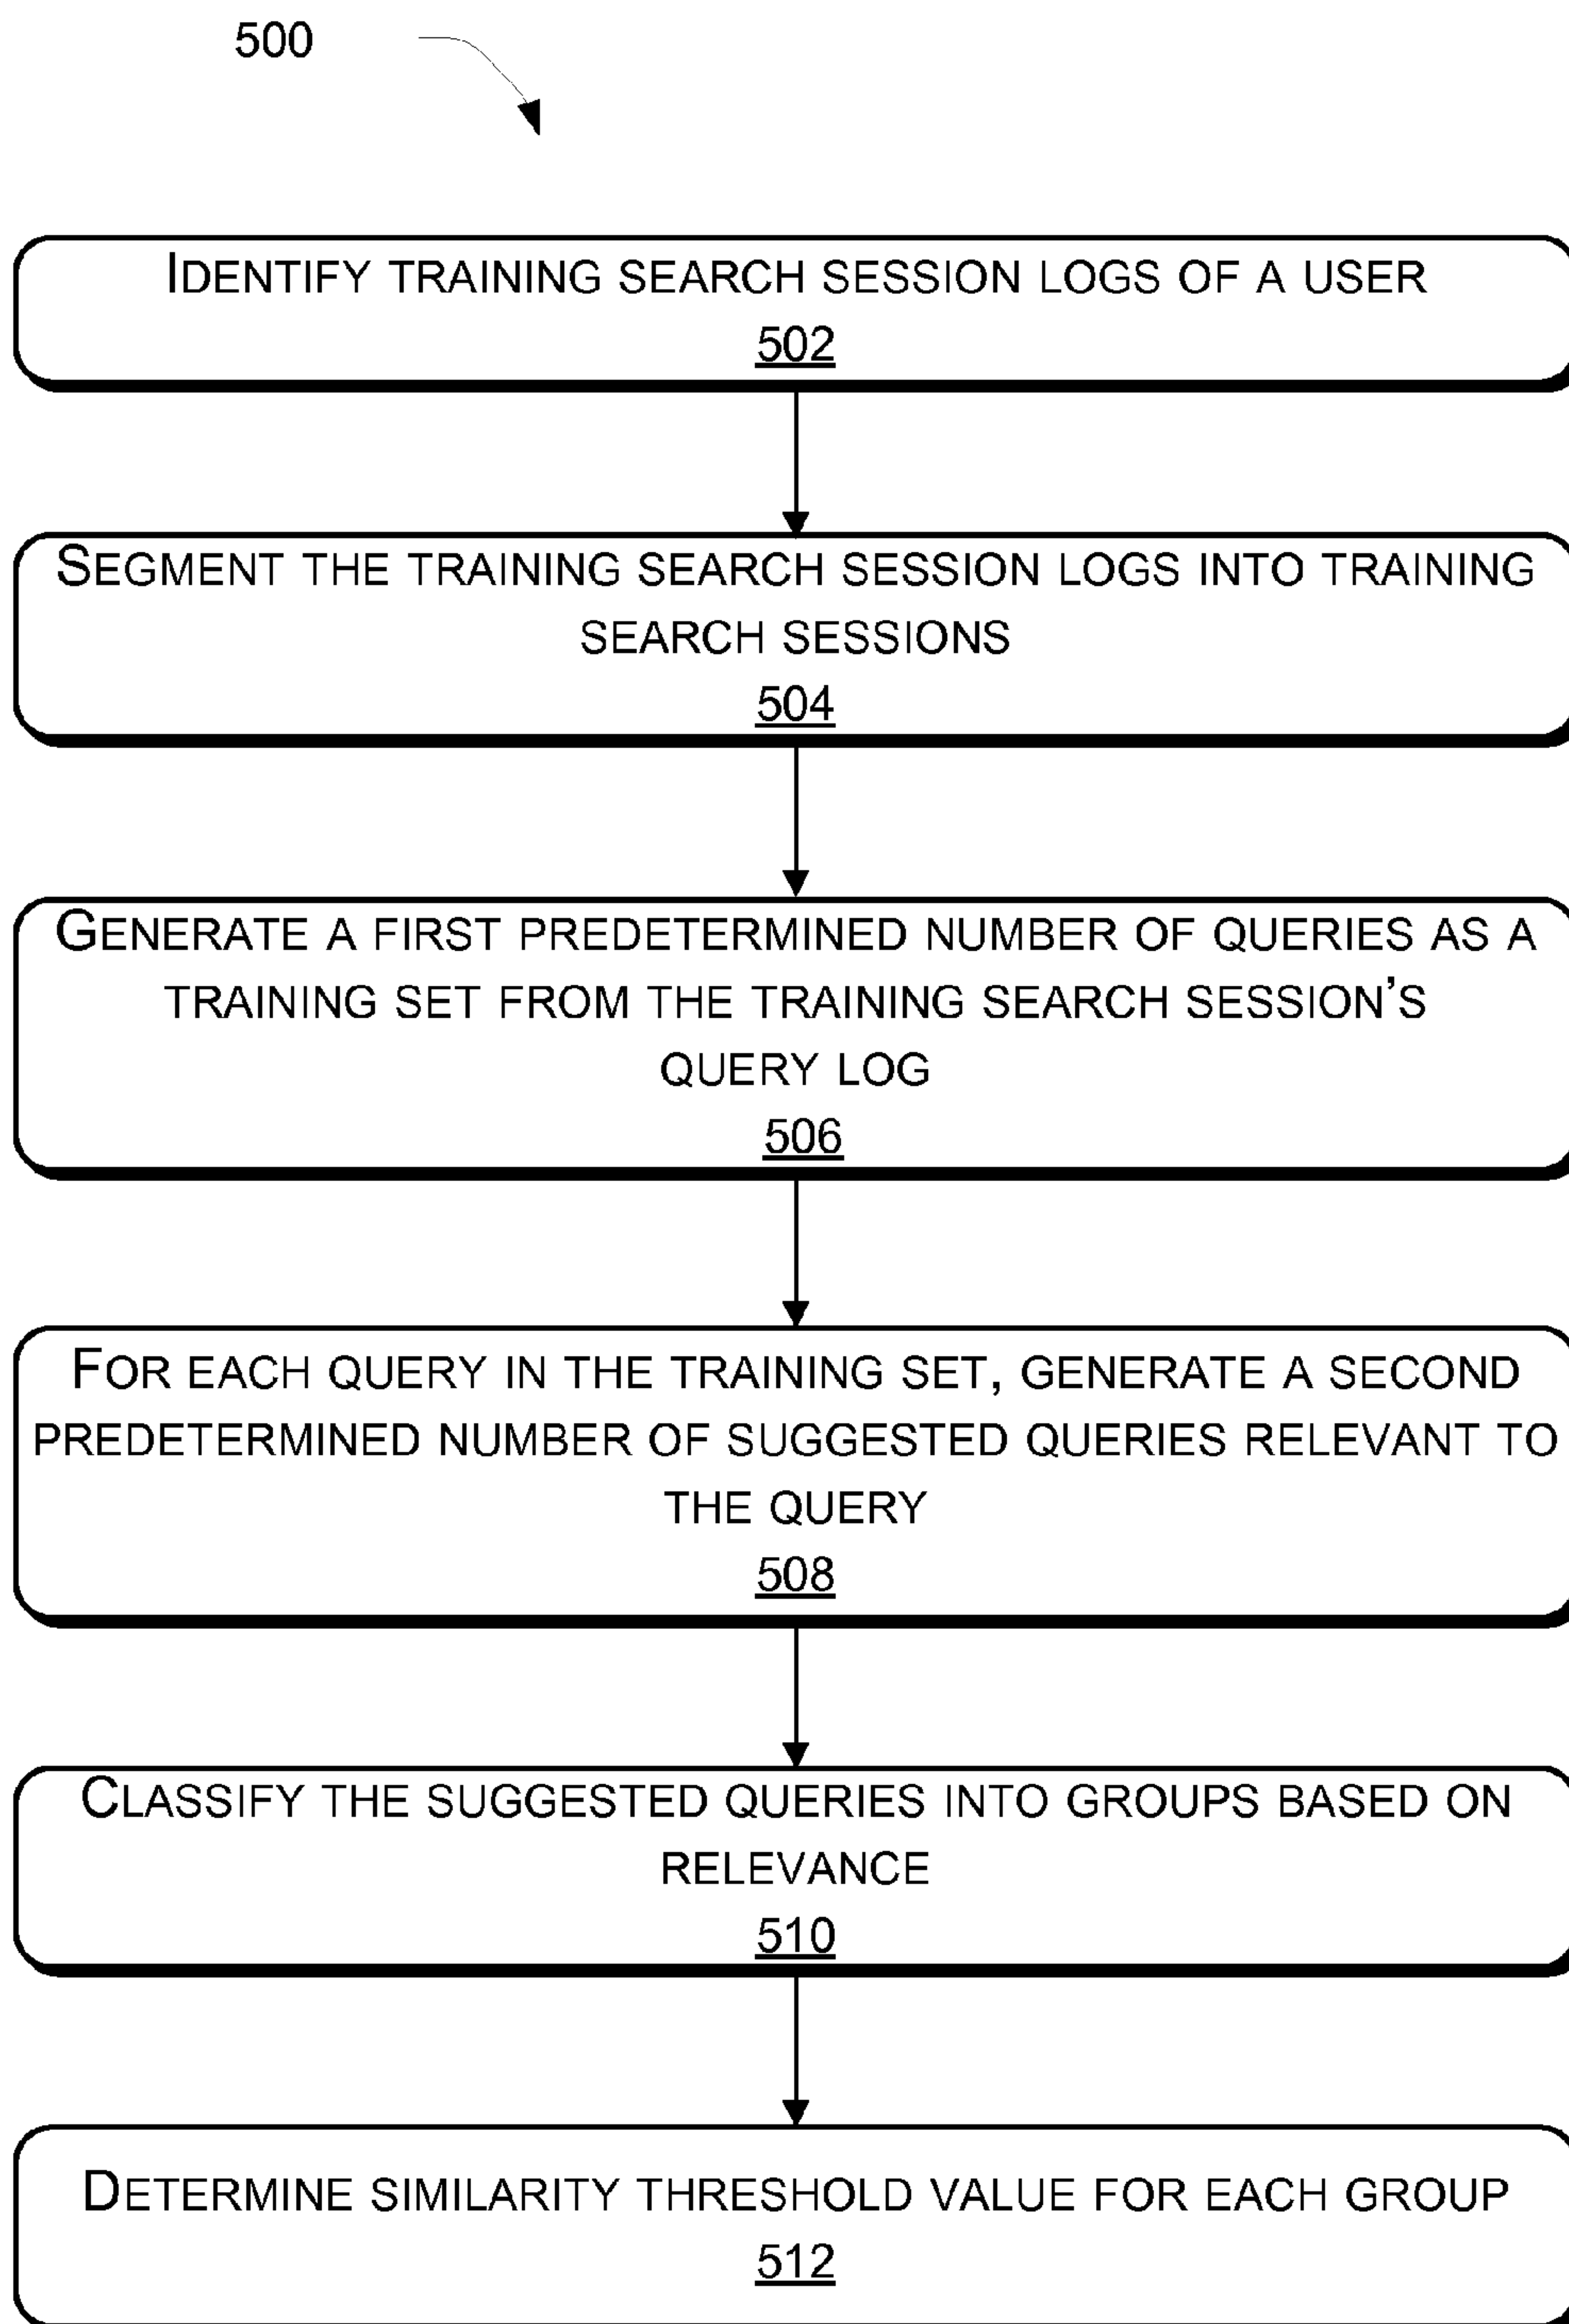 500
IDENTIFY TRAINING SEARCH SESSION LOGS OF A USER
502
SEGMENT THE TRAINING SEARCH SESSION LOGS INTO TRAINING
SEARCH SESSIONS
504
GENERATE A FIRST PREDETERMINED NUMBER OF QUERIES AS A
TRAINING SET FROM THE TRAINING SEARCH SESSION’S
QUERY LOG
506
FOR EACH QUERY IN THE TRAINING SET, GENERATE A SECOND
PREDETERMINED NUMBER OF SUGGESTED QUERIES RELEVANT TO
THE QUERY
508
CLASSIFY THE SUGGESTED QUERIES INTO GROUPS BASED ON
RELEVANCE
510
DETERMINE SIMILARITY THRESHOLD VALUE FOR EACH GROUP
512